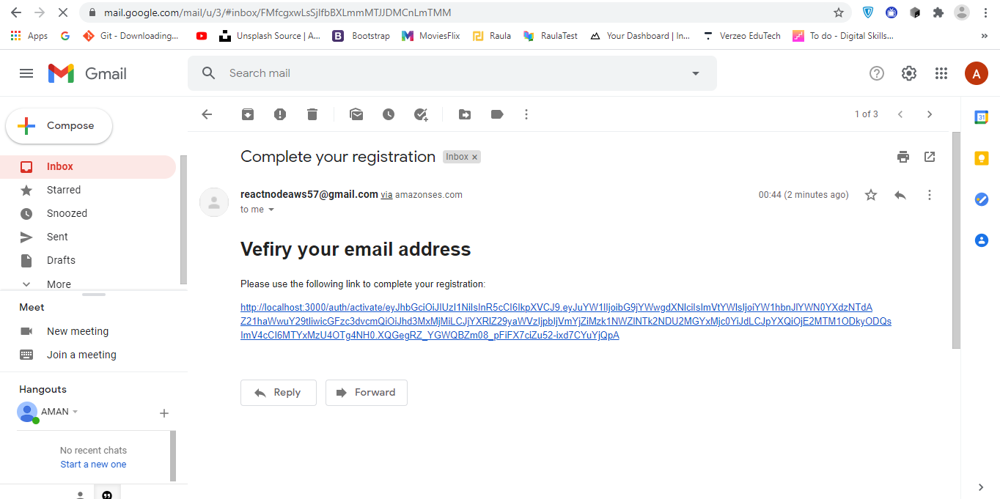 mail.google.com/mail/u/3/#inbox/FMfcgxwLsSjlfbBXLmmMTJJDMCnLmTMM
Apps
Git - Downloading...
Unsplash Source | A...
B
Bootstrap
MoviesFlix
Raula
RaulaTest
Your Dashboard | In...
Verzeo EduTech
To do - Digital Skills...
»
Gmail
Search mail
A
Compose
1 of 3
31
Complete your registration
Inbox ×
Inbox
Starred
Snoozed
Sent
Drafts
More
reactnodeaws57@gmail.com via amazonses.com
00:44 (2 minutes ago)
to me
Vefiry your email address
Please use the following link to complete your registration:
http://localhost:3000/auth/activate/eyJhbGciOiJIUzI1NiIsInR5cCI6IkpXVCJ9.eyJuYW1lIjoibG9jYWwgdXNlciIsImVtYWlsIjoiYW1hbnJlYWN0YXdzNTdA
Z21haWwuY29tIiwicGFzc3dvcmQiOiJhd3MxMjMiLCJjYXRlZ29yaWVzIjpbIjVmYjZiMzk1NWZlNTk2NDU2MGYxMjc0YiJdLCJpYXQiOjE2MTM1ODkyODQs
ImV4cCI6MTYxMzU4OTg4NH0.XQGegRZ_YGWQBZm08_pFiFX7ciZu52-ixd7CYuYjQpA
Reply
Forward
Meet
New meeting
Join a meeting
Hangouts
AMAN
No recent chats
Start a new one